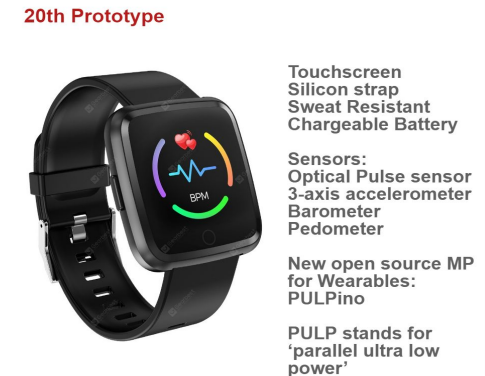 20th Prototype
Touchscreen
Silicon strap
Sweat Resistant
Chargeable Battery
Sensors:
Optical Pulse sensor
3-axis accelerometer
Barometer
Pedometer
New open source MP
for Wearables:
PULPino
PULP stands for
‘parallel ultra low
power’
BPM